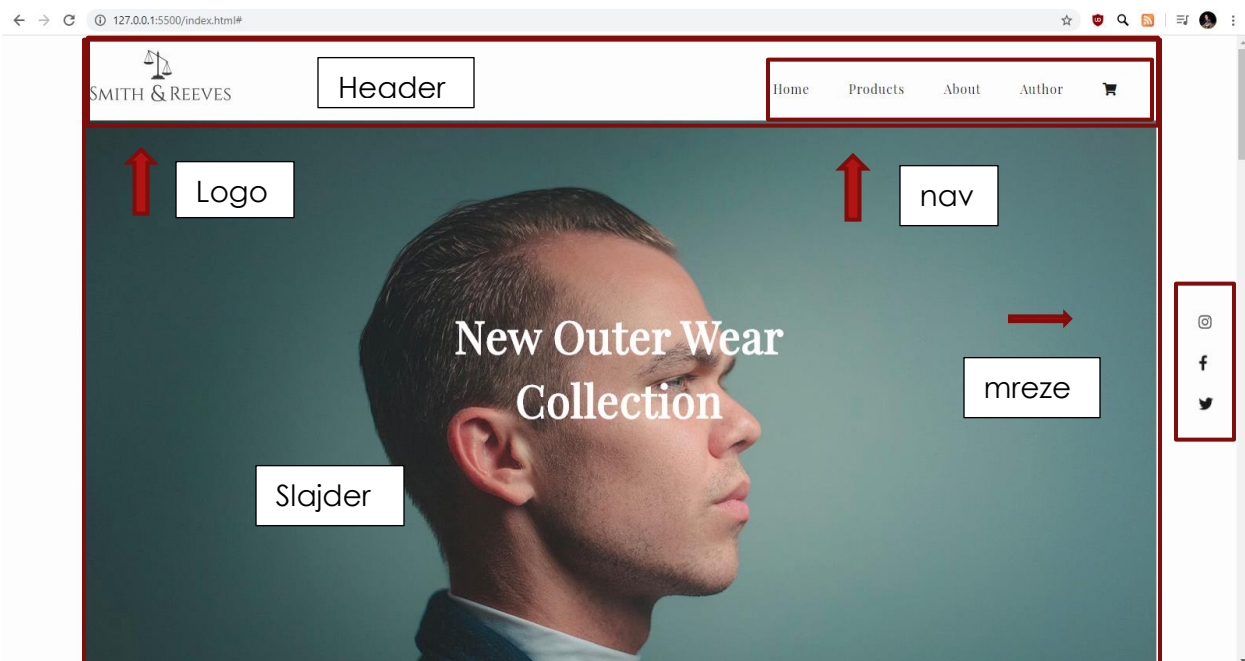 127.0.0.1:5500/index.html#
SMITH & REEVES
Header
Home Products About Author
Logo
nav
New Outer Wear
Collection
mreze
Slajder